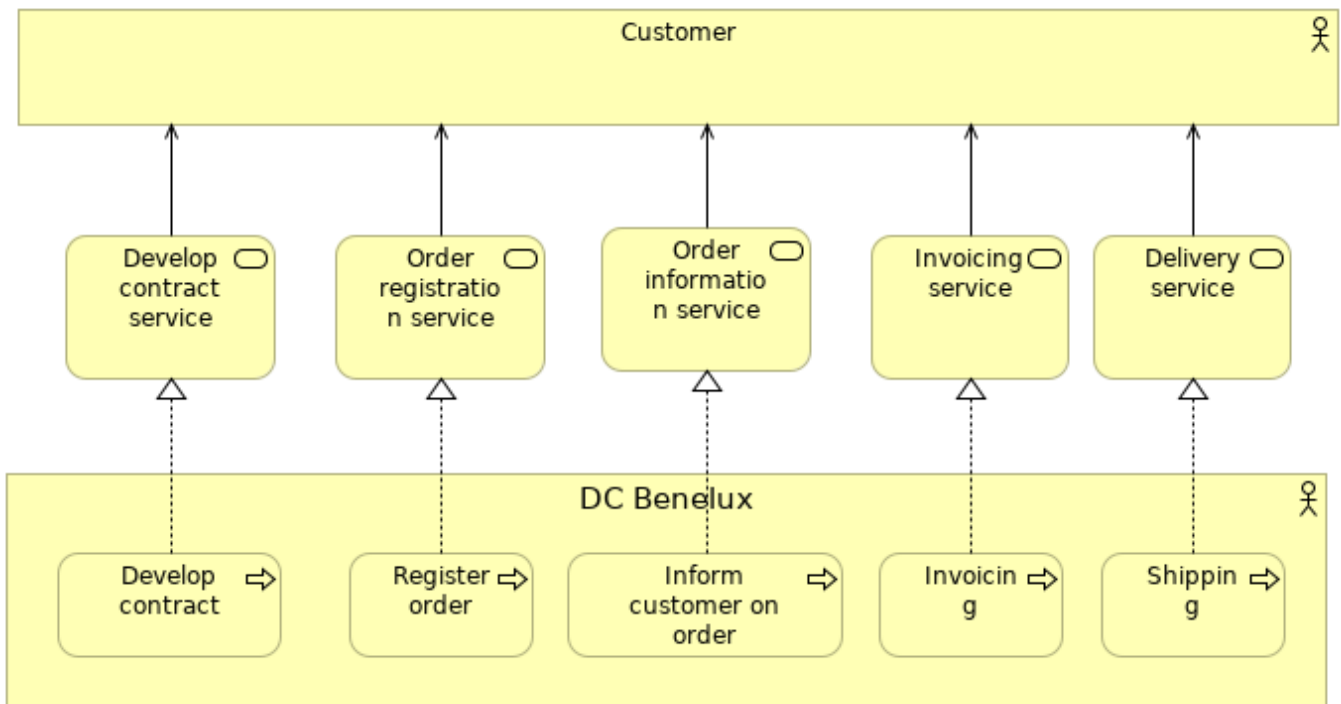 Customer
Develop
contract
service
Order
registratio
n service
Order
informatio
n service
Invoicing
service
Delivery
service
DC Benelux
Develop
contract
Register
order
Inform
customer on
order
Invoicin
g
Shippin
g